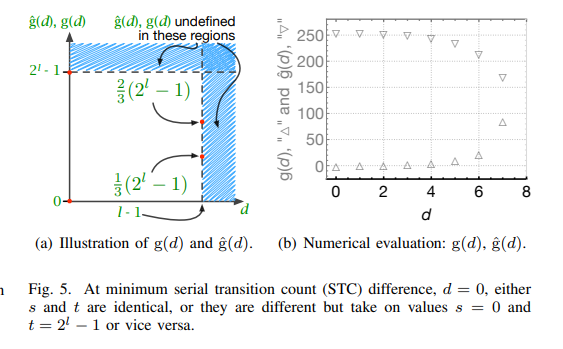 ĝ(d), g(d)
ĝ(d), g(d) undefined
in these regions
2^l - 1
2/3 (2^l − 1)
1/3 (2^l − 1)
0
l - 1
d
(a) Illustration of g(d) and ĝ(d).
g(d), "△" and ĝ(d), "▽"
250
200
150
100
50
0
0 2 4 6 8
d
(b) Numerical evaluation: g(d), ĝ(d).
n
Fig. 5. At minimum serial transition count (STC) difference, d = 0, either
s and t are identical, or they are different but take on values s = 0 and
t = 2^l − 1 or vice versa.